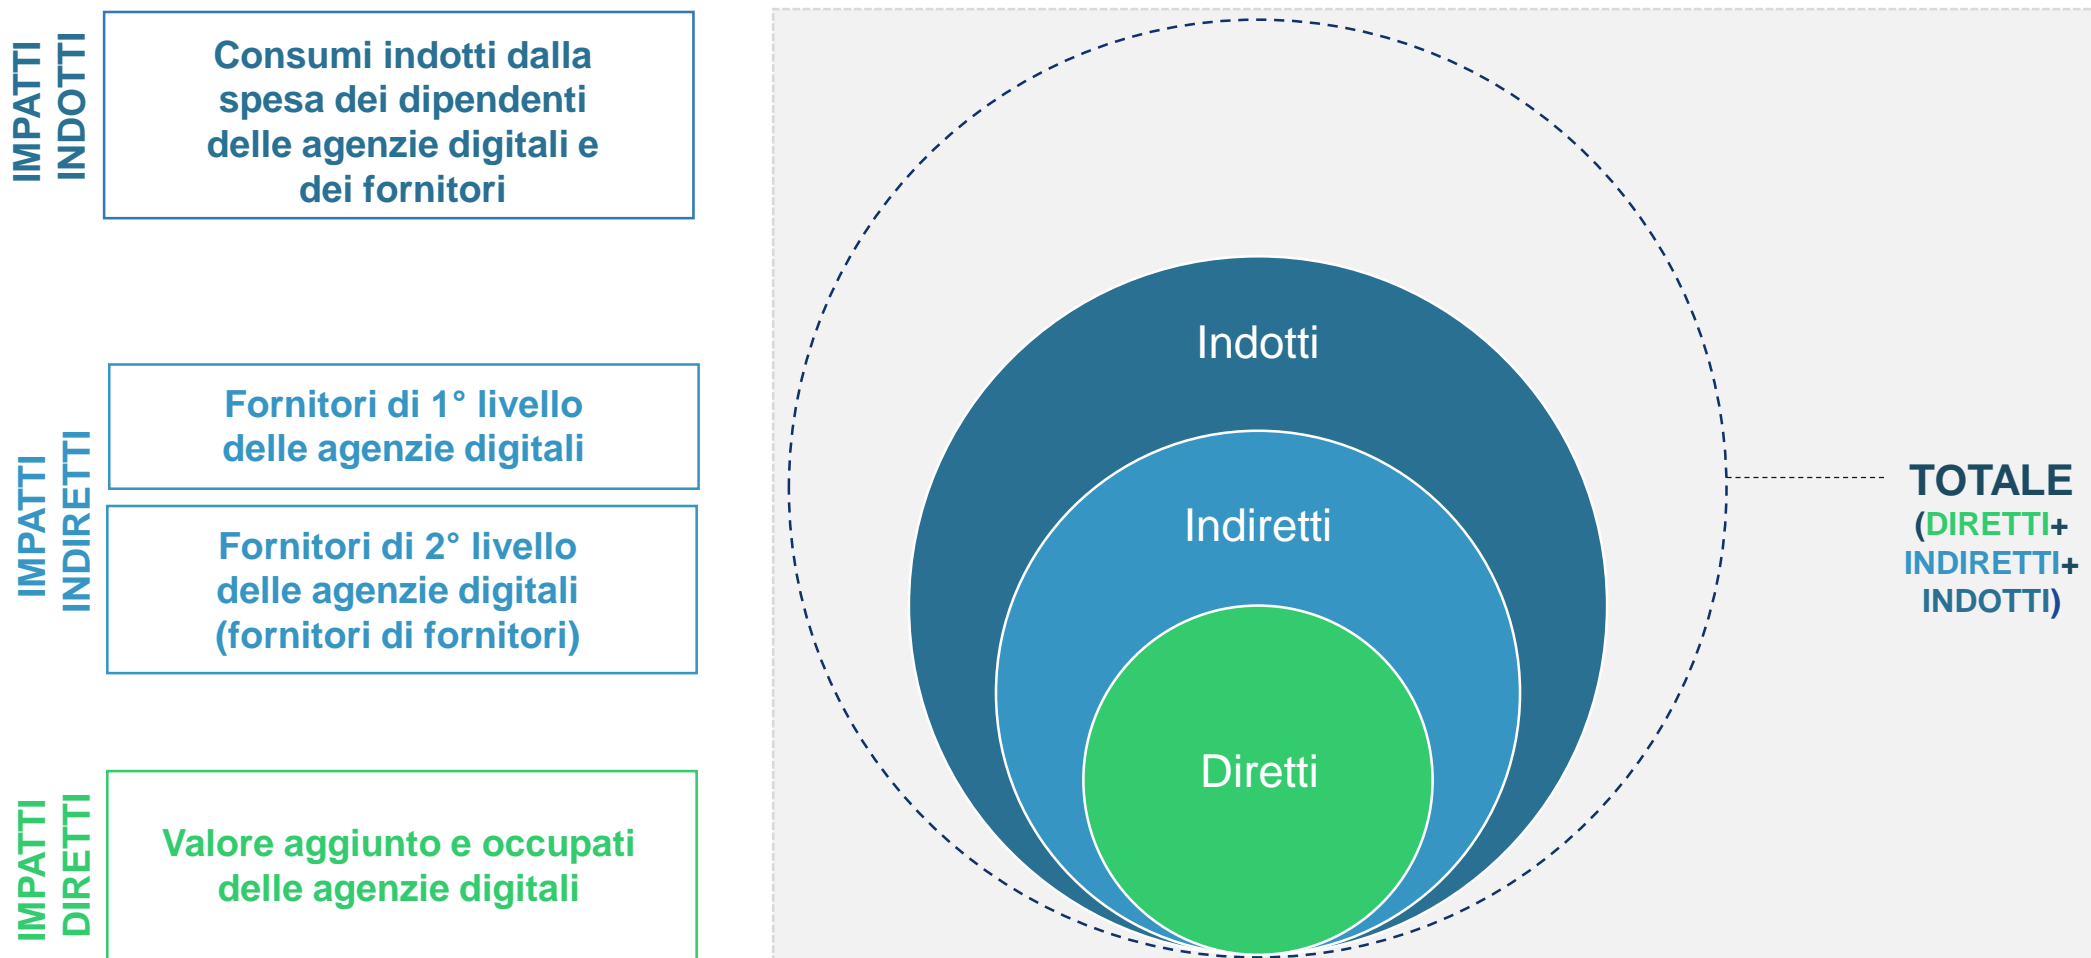 IMPATTI
INDOTTI
Consumi indotti dalla
spesa dei dipendenti
delle agenzie digitali e
dei fornitori
IMPATTI
INDIRETTI
Fornitori di 1° livello
delle agenzie digitali
Fornitori di 2° livello
delle agenzie digitali
(fornitori di fornitori)
IMPATTI
DIRETTI
Valore aggiunto e occupati
delle agenzie digitali
Indotti
Indiretti
Diretti
TOTALE
(DIRETTI+
INDIRETTI+
INDOTTI)